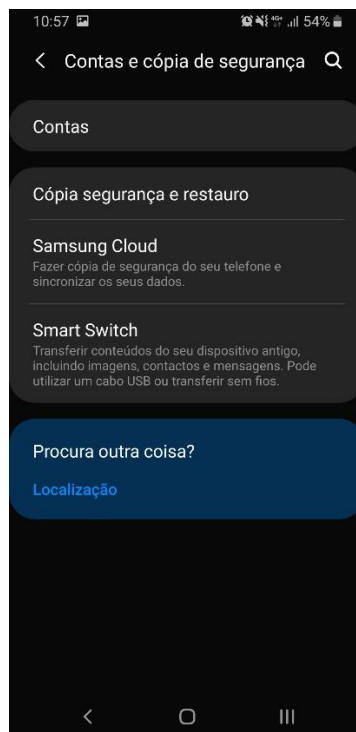 10:57 54%
Contas e cópia de segurança
Contas
Cópia segurança e restauro
Samsung Cloud
Fazer cópia de segurança do seu telefone e
sincronizar os seus dados.
Smart Switch
Transferir conteúdos do seu dispositivo antigo,
incluindo imagens, contactos e mensagens. Pode
utilizar um cabo USB ou transferir sem fios.
Procura outra coisa?
Localização